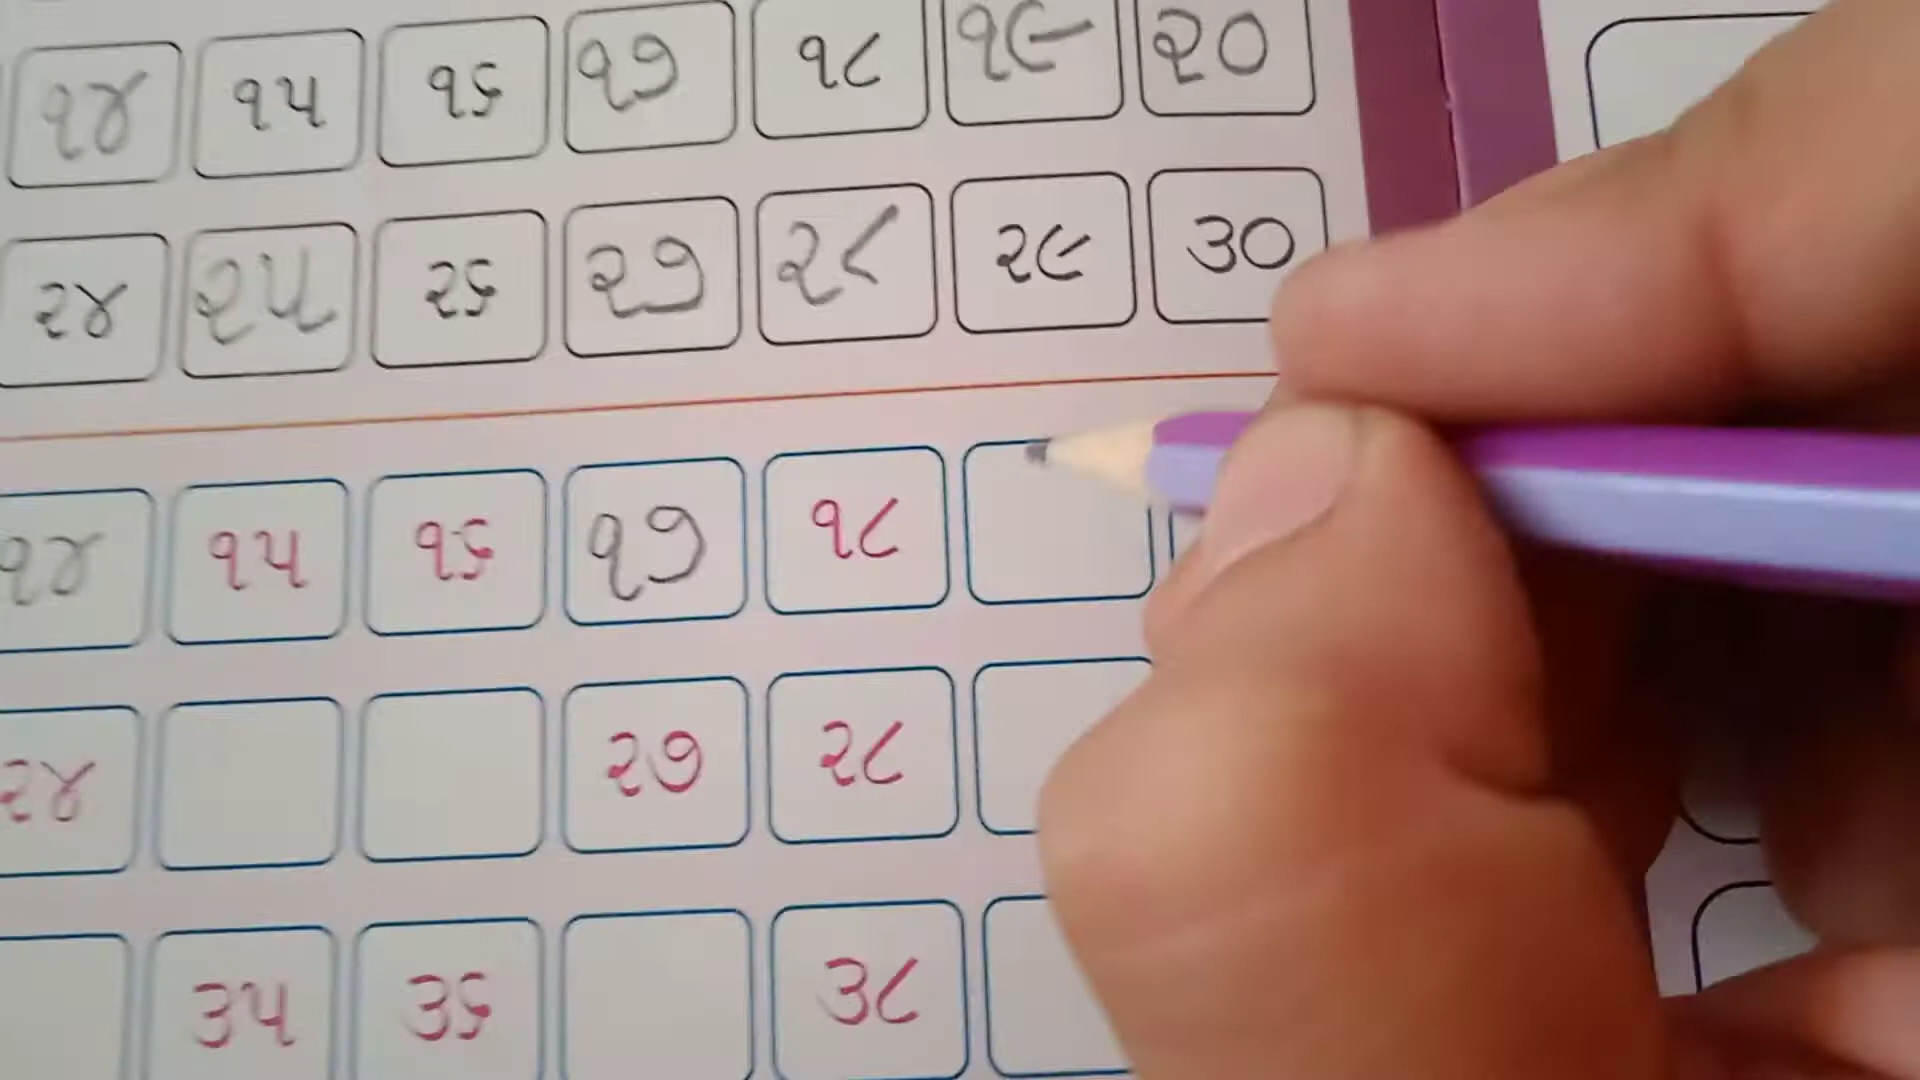 ૧૪ ૧૫ ૧૬ ૧૭ ૧૮ ૧૯ ૨૦
૨૪ ૨૫ ૨૬ ૨૭ ૨૮ ૨૯ ૩૦
૧૪ ૧૫ ૧૬ ૧૭ ૧૮
૨૪ ૨૭ ૨૮
૩૫ ૩૬ ૩૮